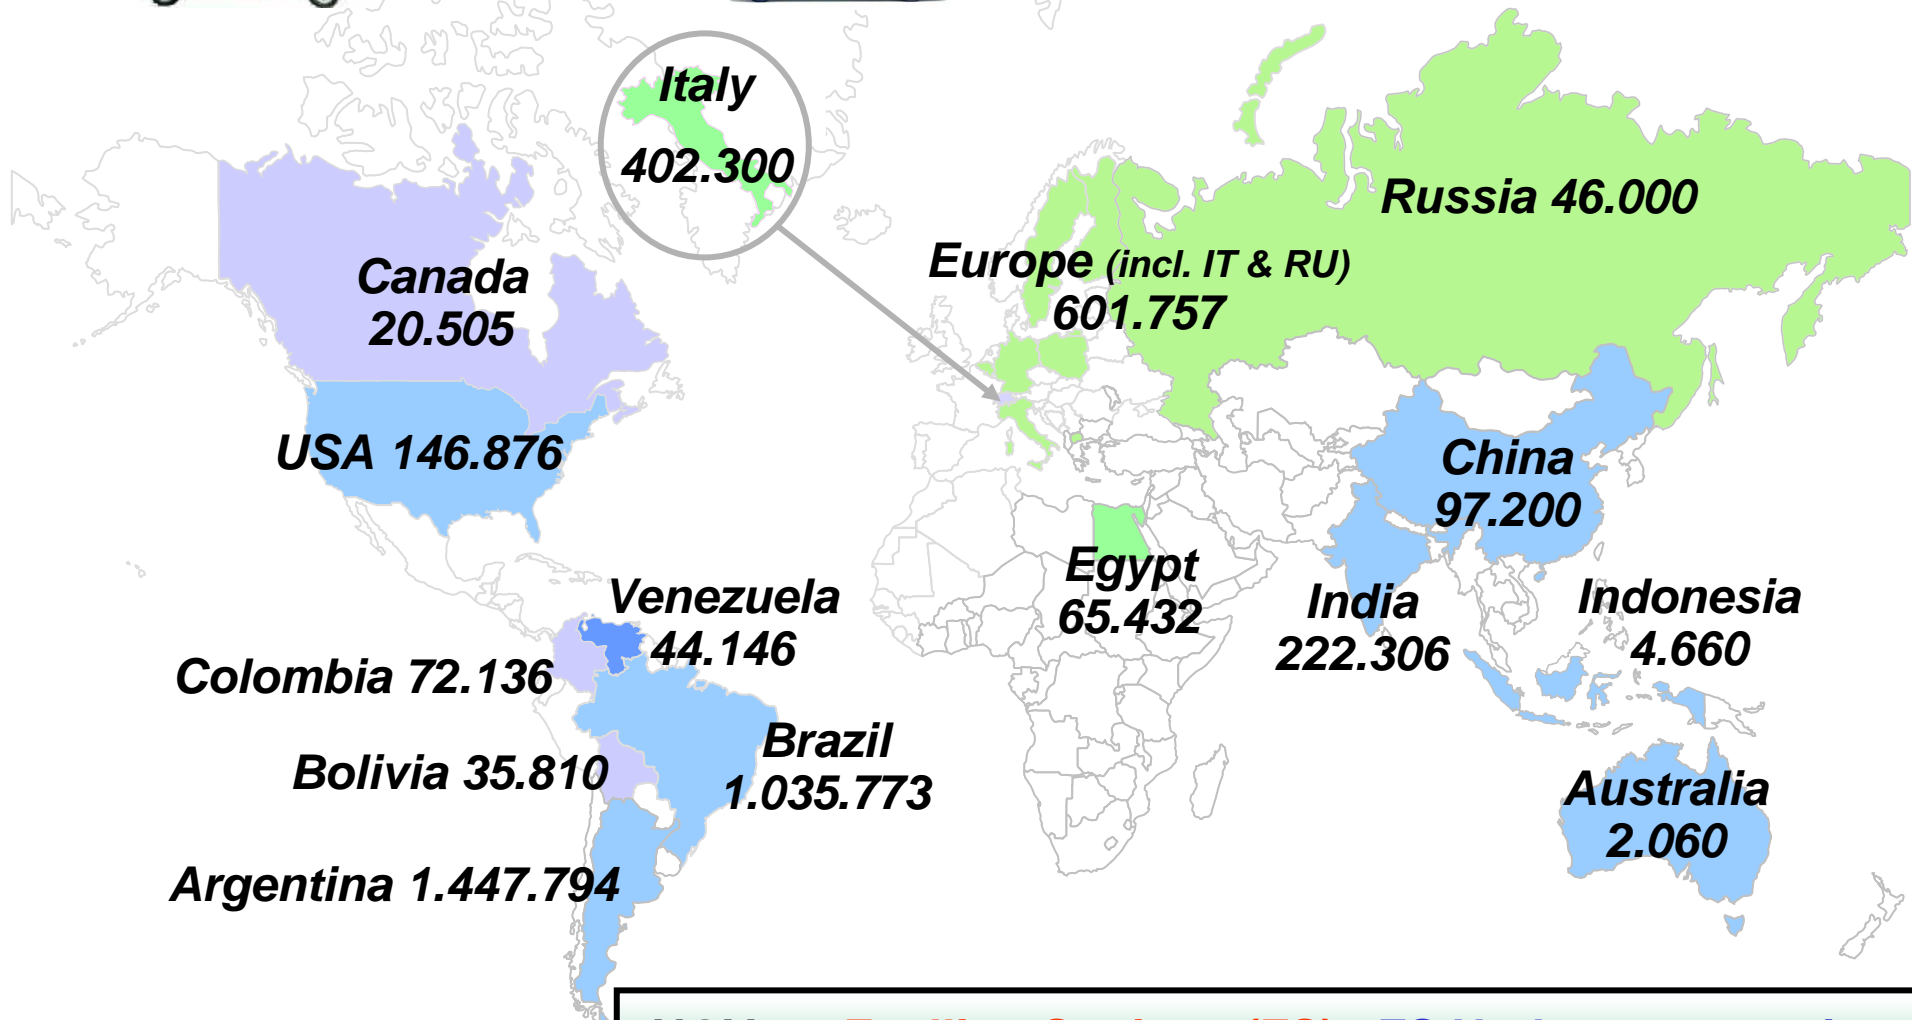 Italy
402.300
Russia 46.000
Europe (incl. IT & RU)
601.757
Canada
20.505
USA 146.876
China
97.200
Egypt
65.432
India
222.306
Indonesia
4.660
Venezuela
44.146
Colombia 72.136
Brazil
1.035.773
Bolivia 35.810
Australia
2.060
Argentina 1.447.794